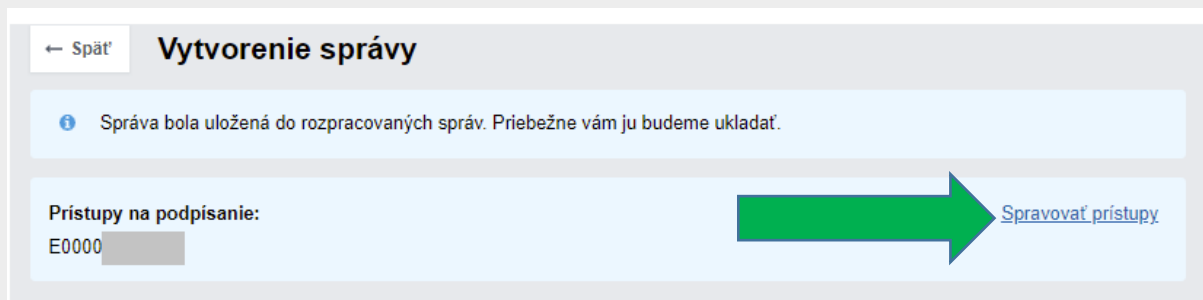 ← Späť Vytvorenie správy
Správa bola uložená do rozpracovaných správ. Priebežne vám ju budeme ukladať.
Prístupy na podpísanie: Spravovať prístupy
E0000